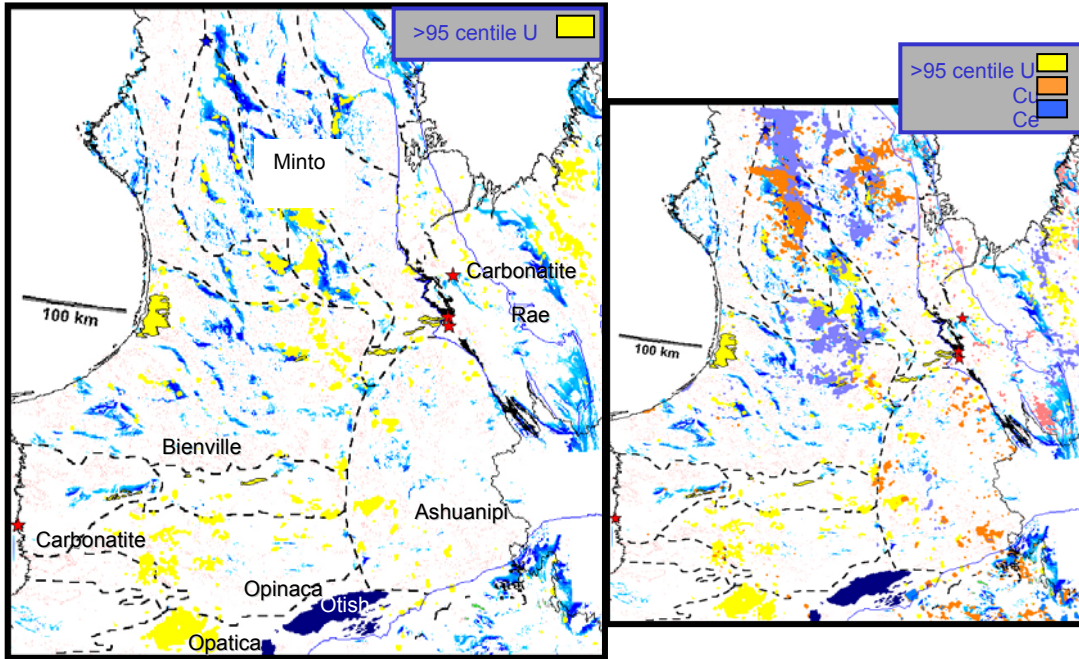 >95 centile U
Minto
Carbonatite
Rae
100 km
Bienville
Ashuanipi
Carbonatite
Opinaca
Otish
Opatica
>95 centile U
Cu
Ce
100 km